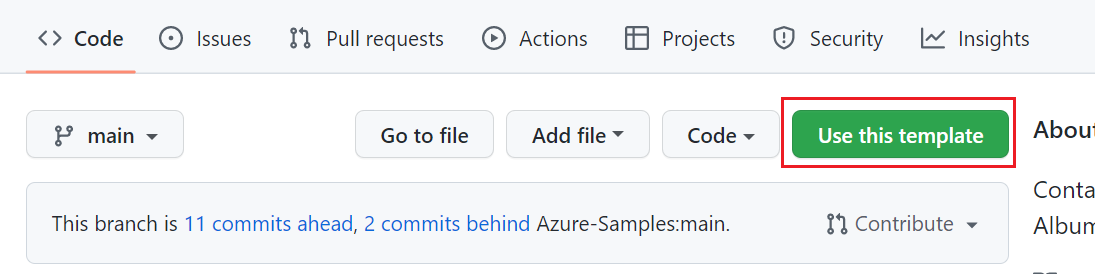 Code Issues Pull requests Actions Projects Security Insights
main Go to file Add file Code Use this template
This branch is 11 commits ahead, 2 commits behind Azure-Samples:main. Contribute
About
Conta
Album